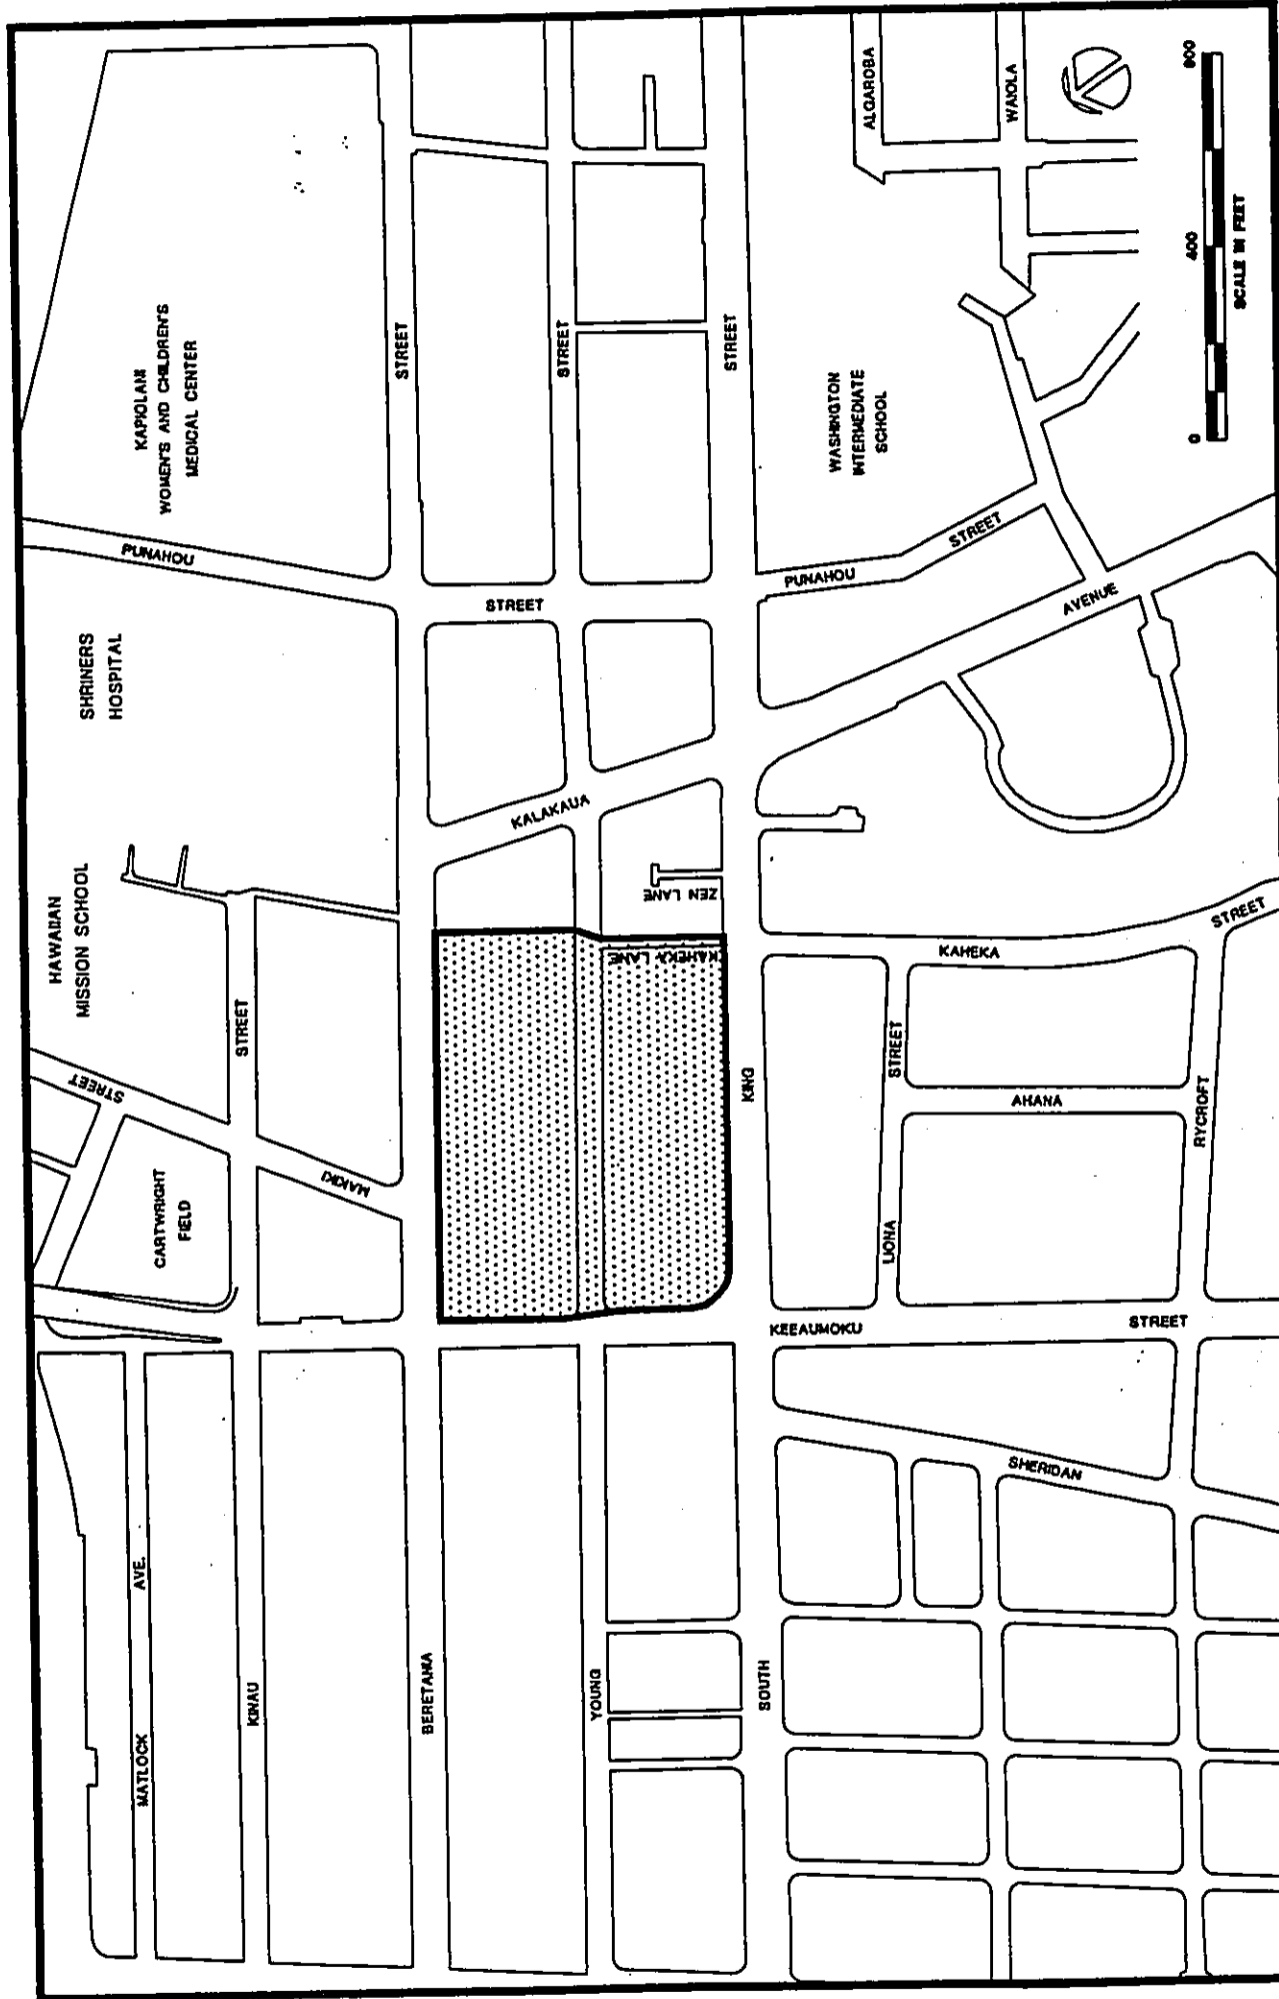 KAPIOLANI
WOMEN'S AND CHILDREN'S
MEDICAL CENTER
SHRINERS
HOSPITAL
HAWAIIAN
MISSION SCHOOL
CARTWRIGHT
FIELD
WASHINGTON
INTERMEDIATE
SCHOOL
PUNAHOU
STREET
PUNAHOU
STREET
MATLOCK
AVE.
KINAU
STREET
BERETANIA
STREET
YOUNG
STREET
SOUTH
KING
STREET
MAKIKI
STREET
KALAKAUA
AVENUE
ZEN LANE
KAHEKA LANE
KAHEKA
STREET
LIONA
STREET
AHANA
RYCROFT
KEEAUMOKU
STREET
SHERIDAN
ALGAROBA
WAIOLA
0
400
800
SCALE IN FEET